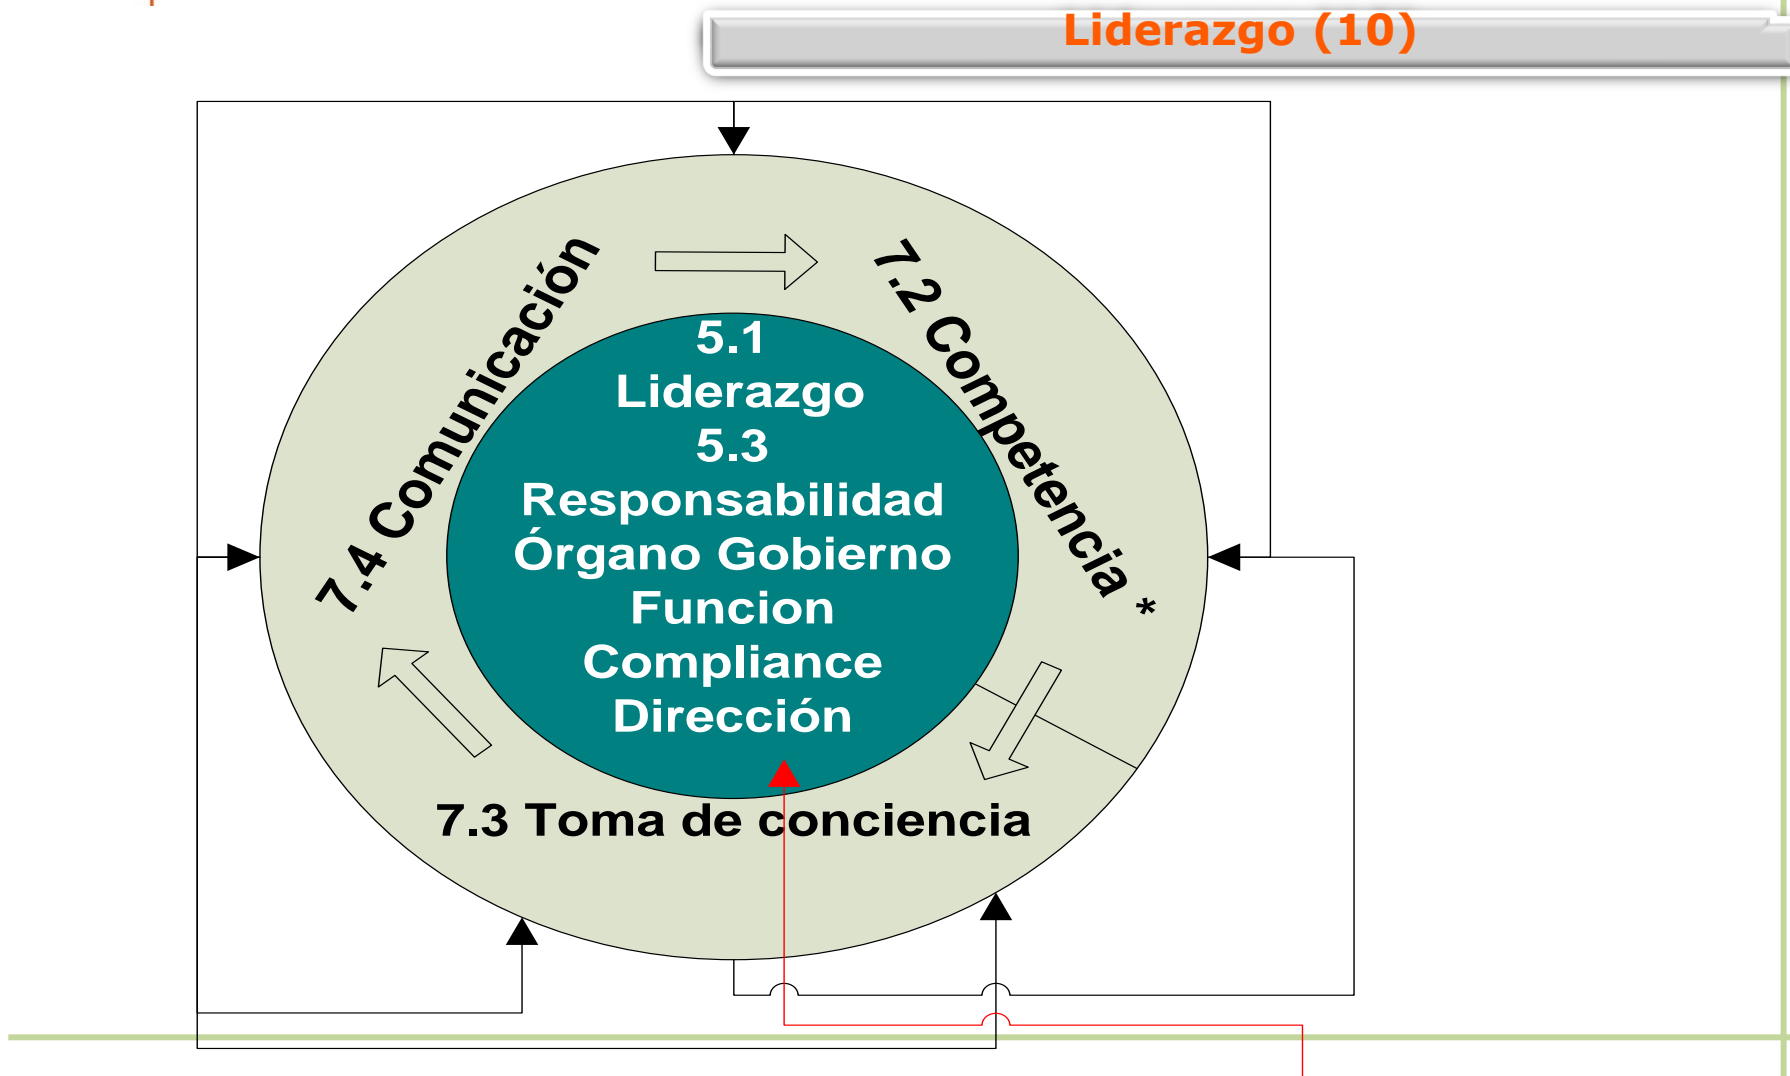 Liderazgo (10)
7.4 Comunicación
7.2 Competencia *
5.1
Liderazgo
5.3
Responsabilidad
Órgano Gobierno
Funcion
Compliance
Dirección
7.3 Toma de conciencia